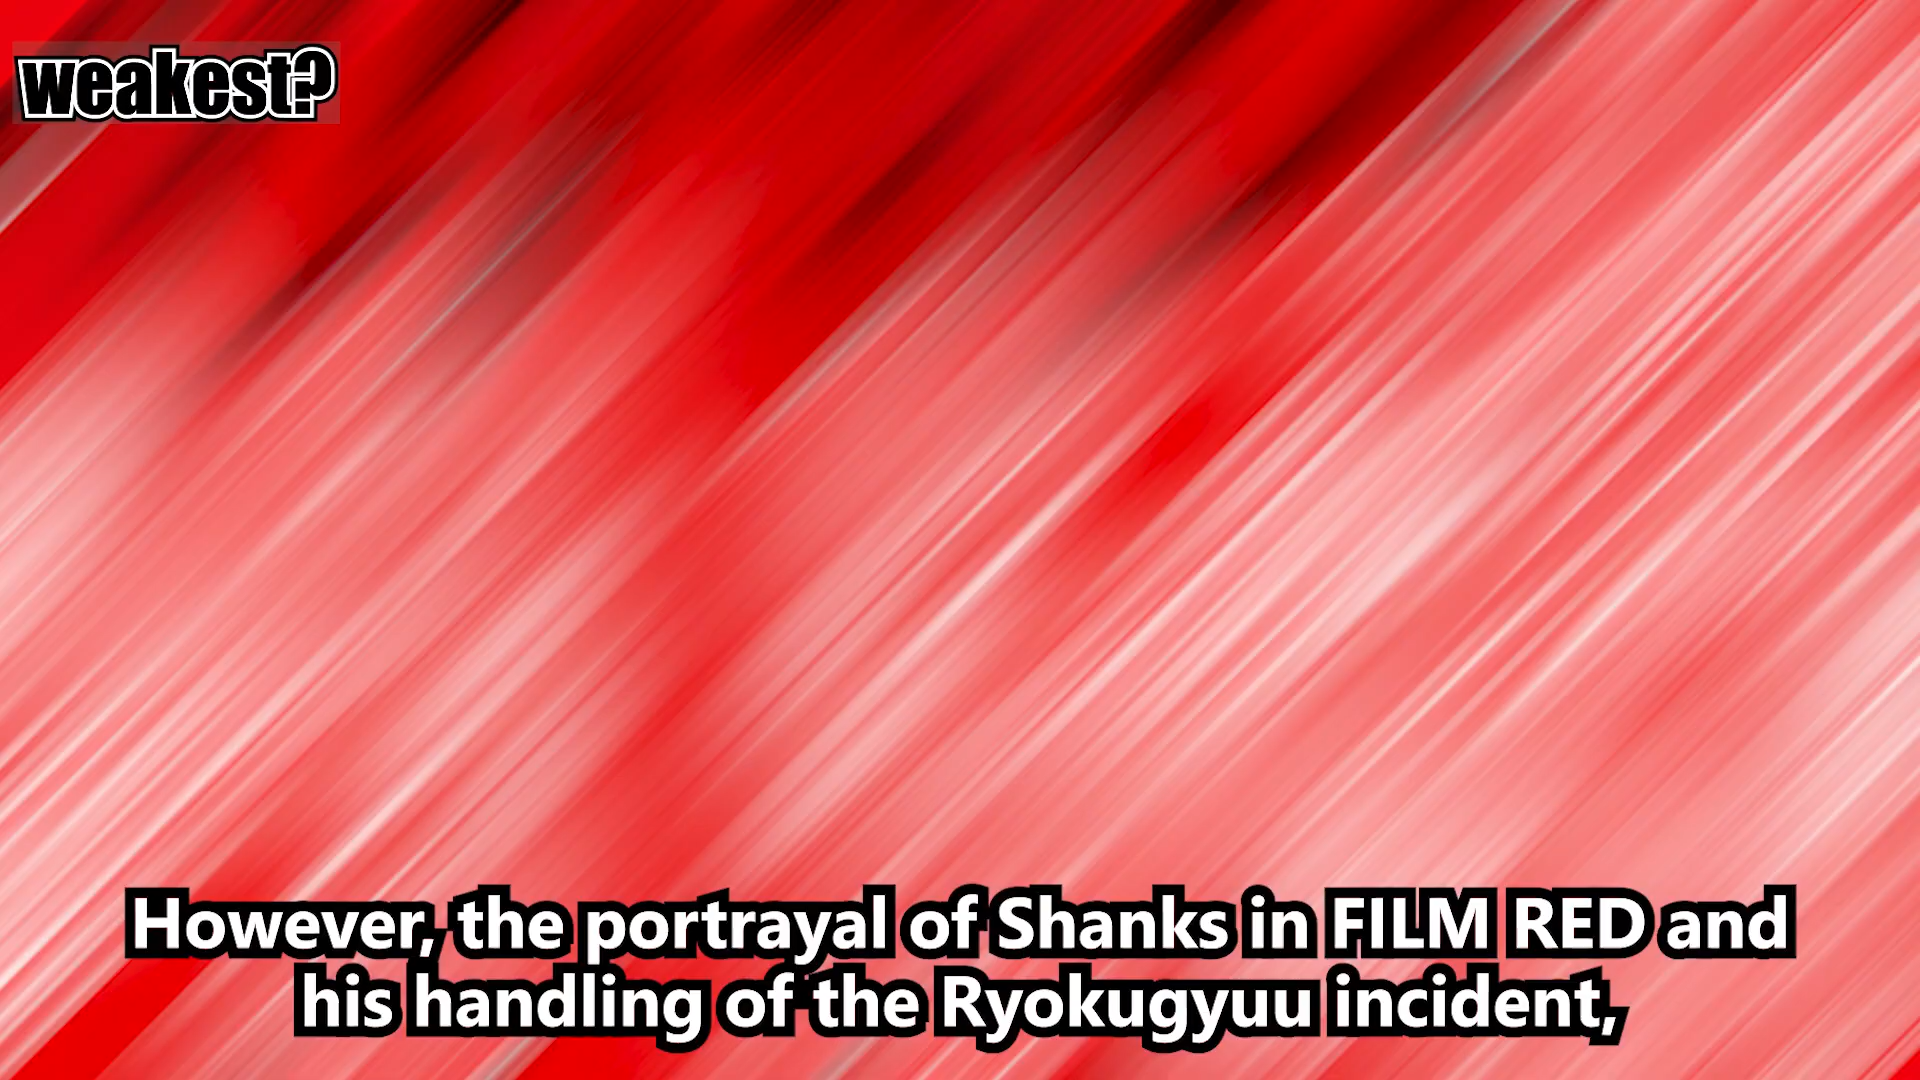 weakest?
However, the portrayal of Shanks in FILM RED and
his handling of the Ryokugyuu incident,